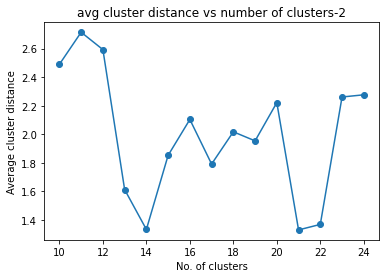 avg cluster distance vs number of clusters-2
Average cluster distance
2.6
2.4
2.2
2.0
1.8
1.6
1.4
10 12 14 16 18 20 22 24
No. of clusters